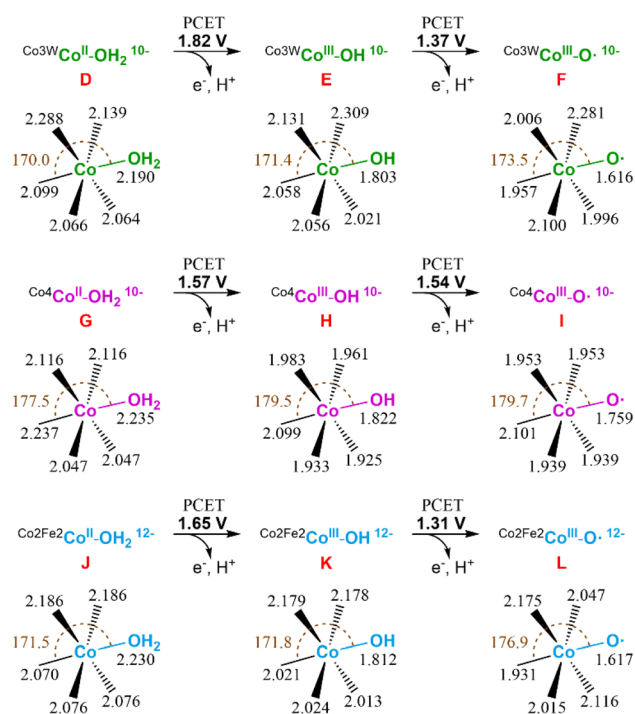 PCET PCET
Co3WCoII-OH2 10- 1.82 V Co3WCoIII-OH 10- 1.37 V Co3WCoIII-O· 10-
D e-, H+ E e-, H+ F
2.288 2.139 2.131 2.309 2.006 2.281
170.0 Co OH2 171.4 Co OH 173.5 Co O·
2.099 2.190 2.058 1.803 1.957 1.616
2.066 2.064 2.056 2.021 2.100 1.996
PCET PCET
Co4CoII-OH2 10- 1.57 V Co4CoIII-OH 10- 1.54 V Co4CoIII-O· 10-
G e-, H+ H e-, H+ I
2.116 2.116 1.983 1.961 1.953 1.953
177.5 Co OH2 179.5 Co OH 179.7 Co O·
2.237 2.235 2.099 1.822 2.101 1.759
2.047 2.047 1.933 1.925 1.939 1.939
PCET PCET
Co2Fe2CoII-OH2 12- 1.65 V Co2Fe2CoIII-OH 12- 1.31 V Co2Fe2CoIII-O· 12-
J e-, H+ K e-, H+ L
2.186 2.186 2.179 2.178 2.175 2.047
171.5 Co OH2 171.8 Co OH 176.9 Co O·
2.070 2.230 2.021 1.812 1.931 1.617
2.076 2.076 2.024 2.013 2.015 2.116